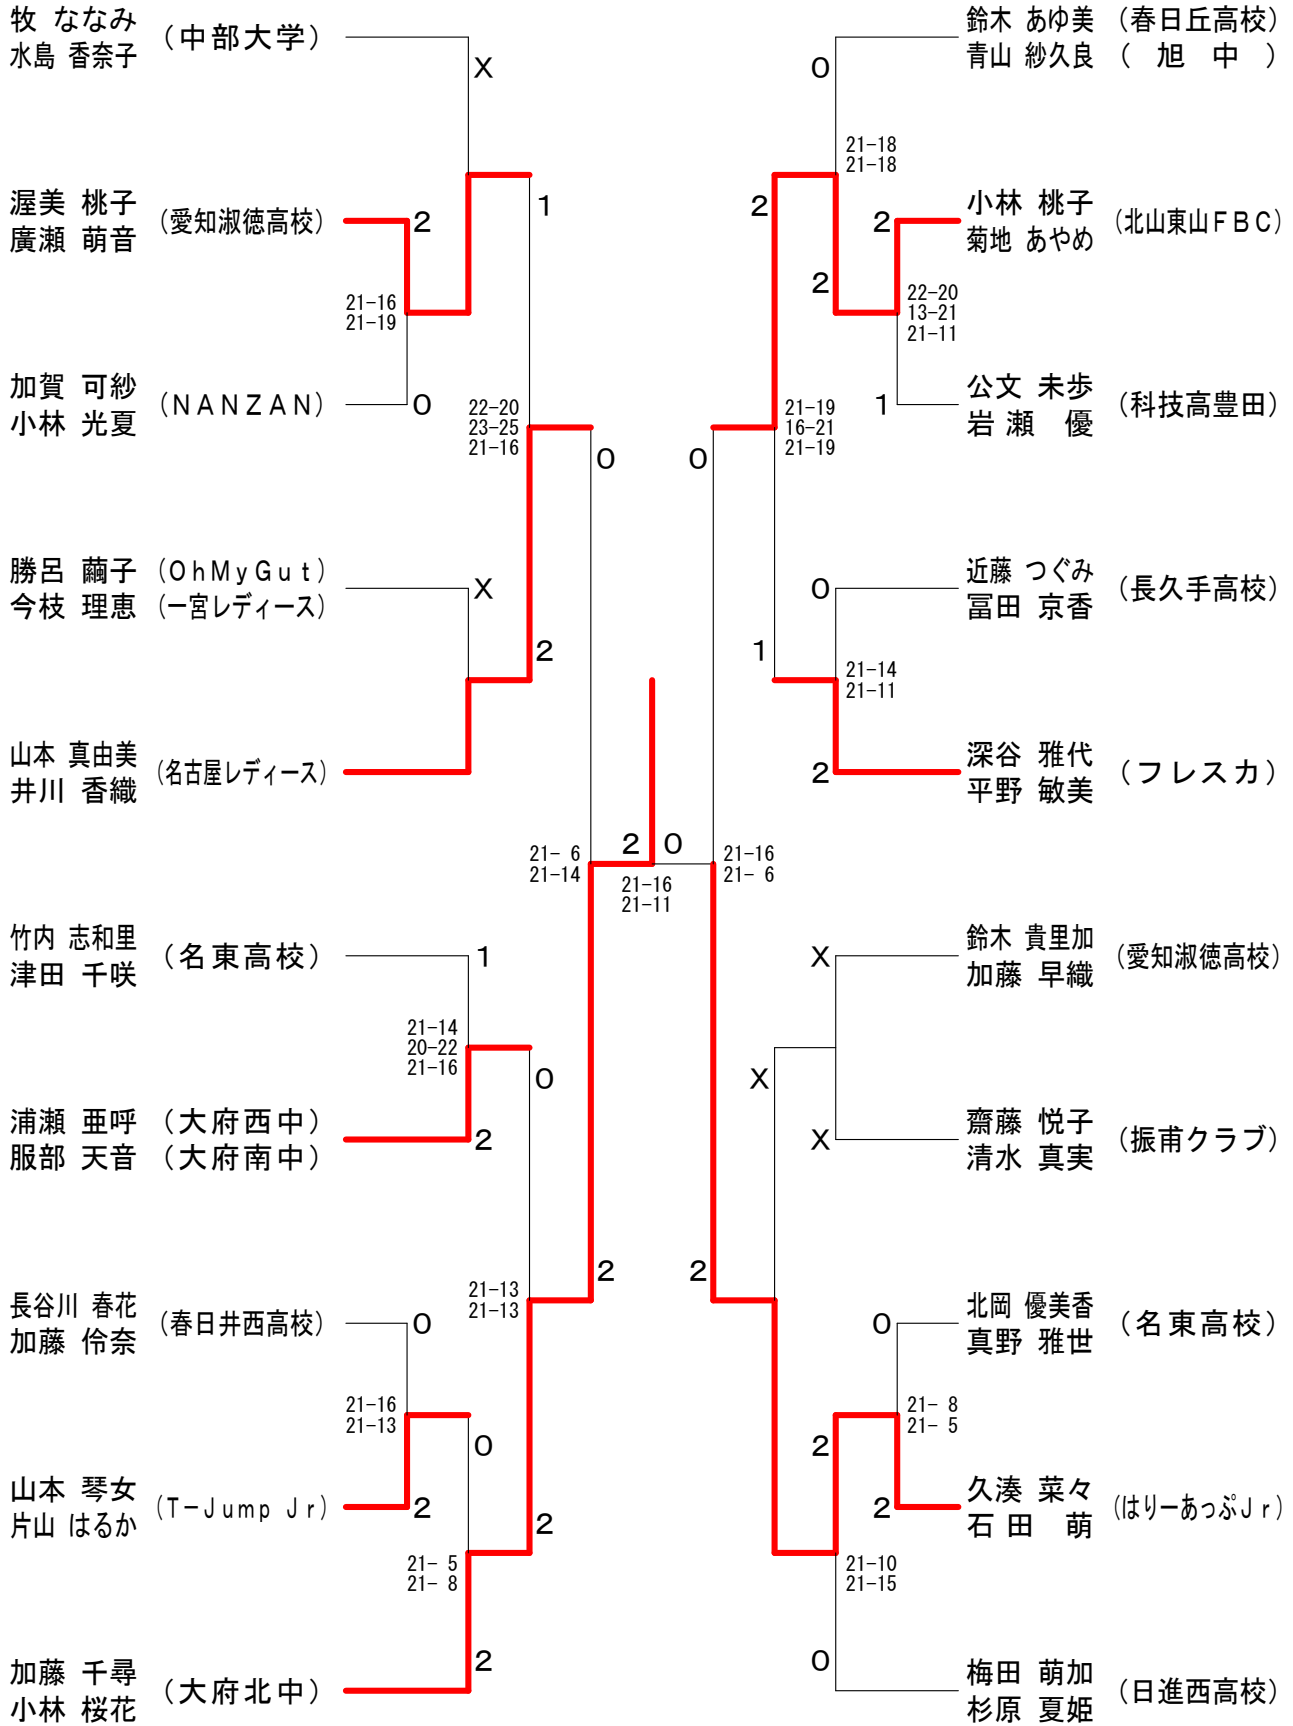 牧 ななみ
水島 香奈子
(中部大学)
X
渥美 桃子
廣瀬 萌音
(愛知淑徳高校)
2
1
21-16
21-19
加賀 可紗
小林 光夏
(NANZAN)
0
22-20
23-25
21-16
0
勝呂 繭子 (OhMyGut)
今枝 理恵 (一宮レディース)
X
2
山本 真由美
井川 香織
(名古屋レディース)
21- 6
21-14
2
0
21-16
21-11
竹内 志和里
津田 千咲
(名東高校)
1
21-14
20-22
21-16
0
浦瀬 亜呼 (大府西中)
服部 天音 (大府南中)
2
21-13
21-13
2
長谷川 春花
加藤 伶奈
(春日井西高校)
0
21-16
21-13
0
山本 琴女
片山 はるか
(T-Jump Jr)
2
2
21- 5
21- 8
加藤 千尋
小林 桜花
(大府北中)
2
鈴木 あゆ美 (春日丘高校)
青山 紗久良 (旭中)
0
21-18
21-18
2
小林 桃子
菊地 あやめ
(北山東山FBC)
2
2
22-20
13-21
21-11
公文 未歩
岩瀬 優
(科技高豊田)
1
21-19
16-21
21-19
0
近藤 つぐみ
冨田 京香
(長久手高校)
0
1
21-14
21-11
深谷 雅代
平野 敏美
(フレスカ)
2
21-16
21- 6
鈴木 貴里加
加藤 早織
(愛知淑徳高校)
X
X
齋藤 悦子
清水 真実
(振甫クラブ)
X
2
北岡 優美香
真野 雅世
(名東高校)
0
21- 8
21- 5
2
久湊 菜々
石田 萌
(はりーあっぷJr)
2
21-10
21-15
梅田 萌加
杉原 夏姫
(日進西高校)
0